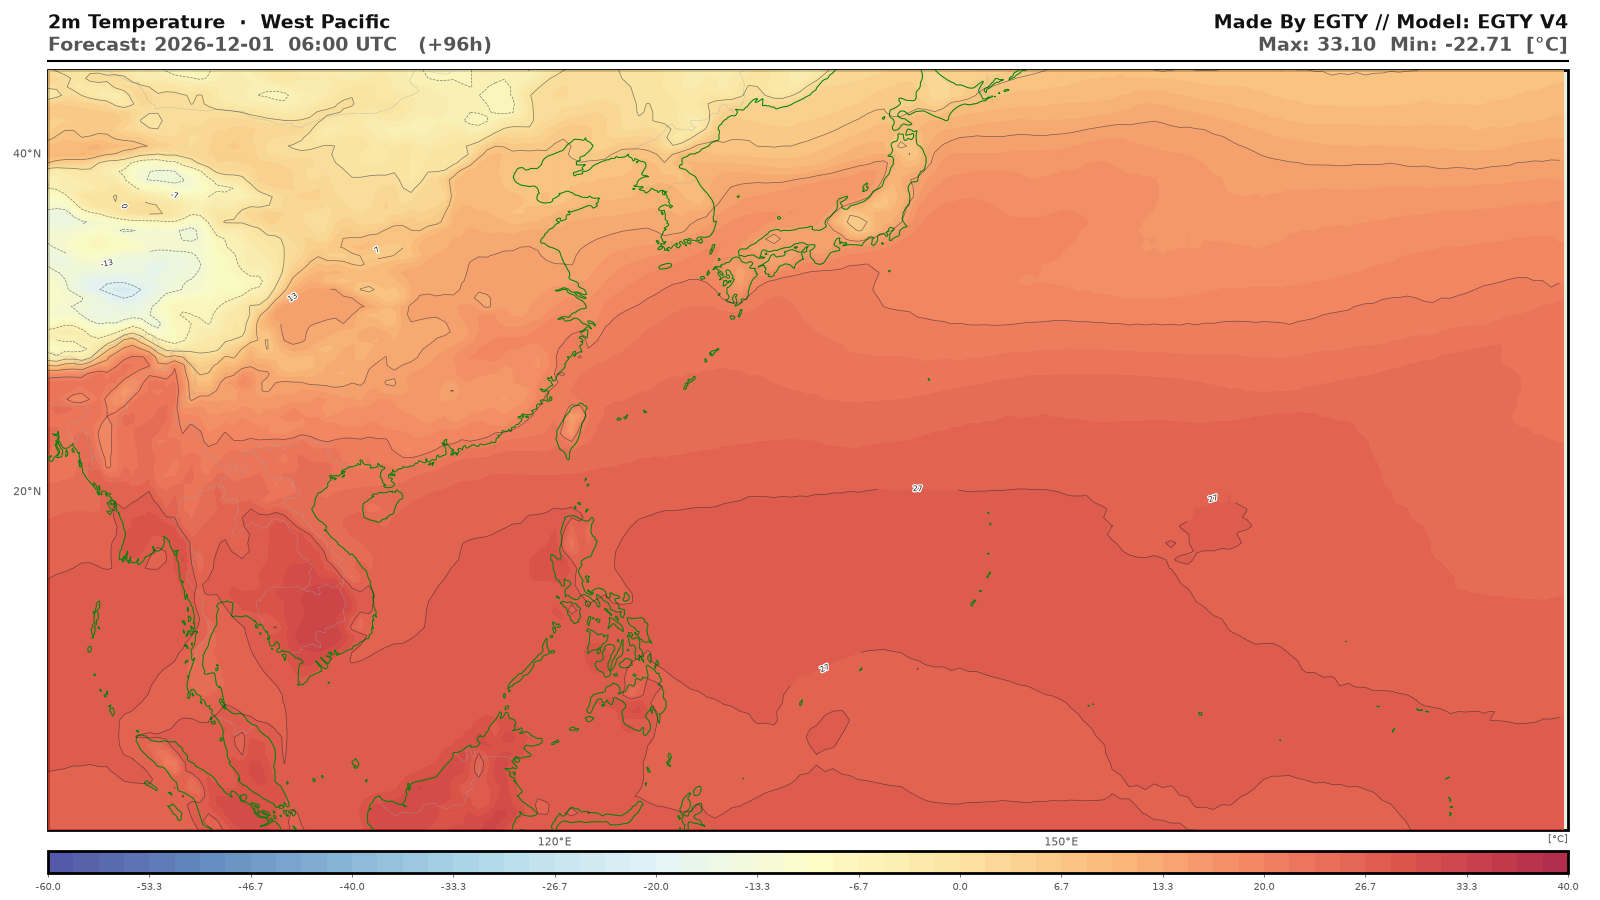 2m Temperature · West Pacific
Made By EGTY // Model: EGTY V4
Forecast: 2026-12-01 06:00 UTC (+96h)
Max: 33.10 Min: -22.71 [°C]
40°N
-7
0
7
-13
13
27
20°N
27
27
120°E
150°E
[°C]
-60.0 -53.3 -46.7 -40.0 -33.3 -26.7 -20.0 -13.3 -6.7 0.0 6.7 13.3 20.0 26.7 33.3 40.0